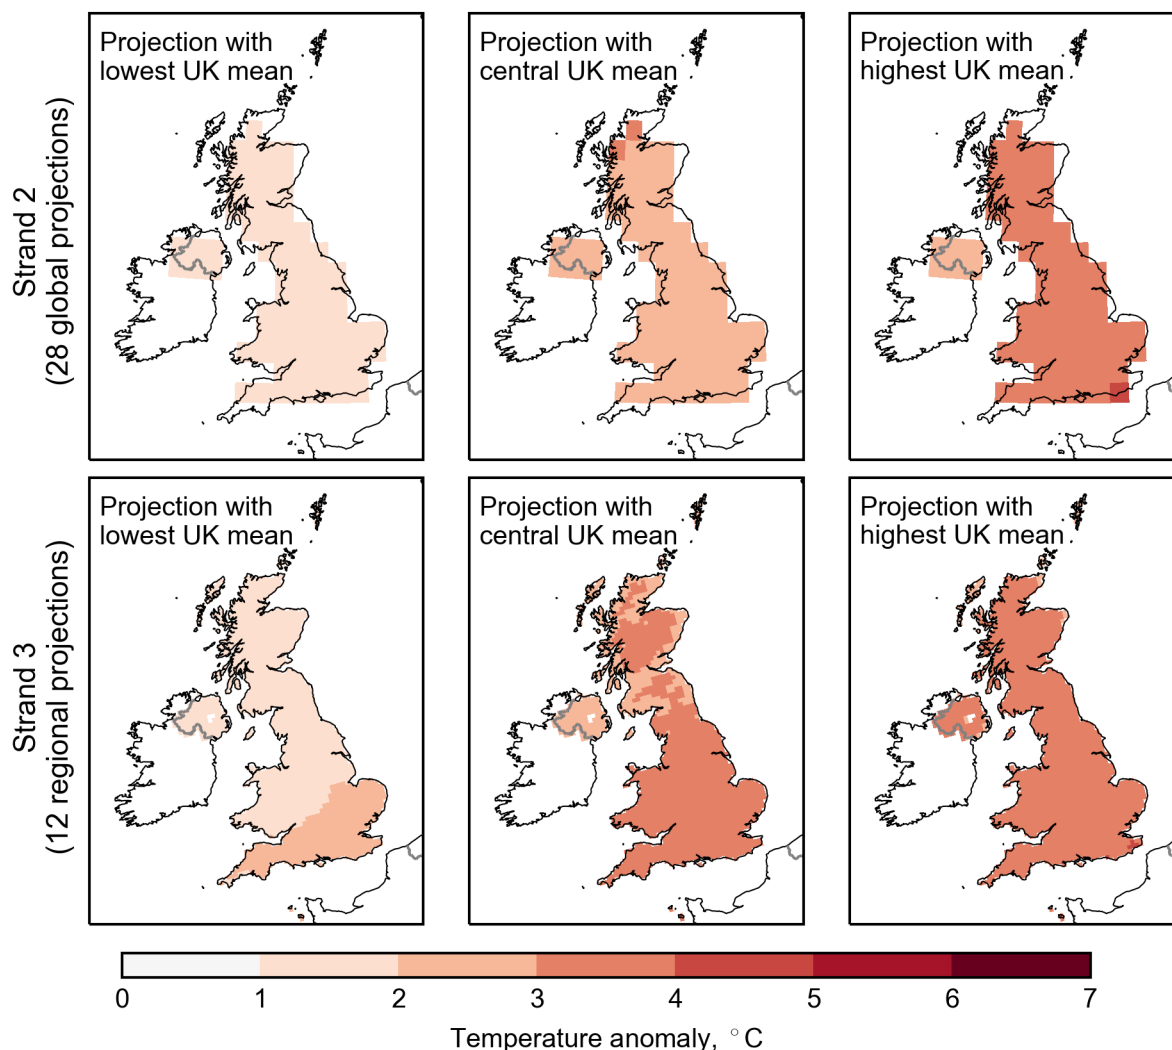 Strand 2
(28 global projections)
Projection with
lowest UK mean
Projection with
central UK mean
Projection with
highest UK mean
Strand 3
(12 regional projections)
Projection with
lowest UK mean
Projection with
central UK mean
Projection with
highest UK mean
0 1 2 3 4 5 6 7
Temperature anomaly, °C